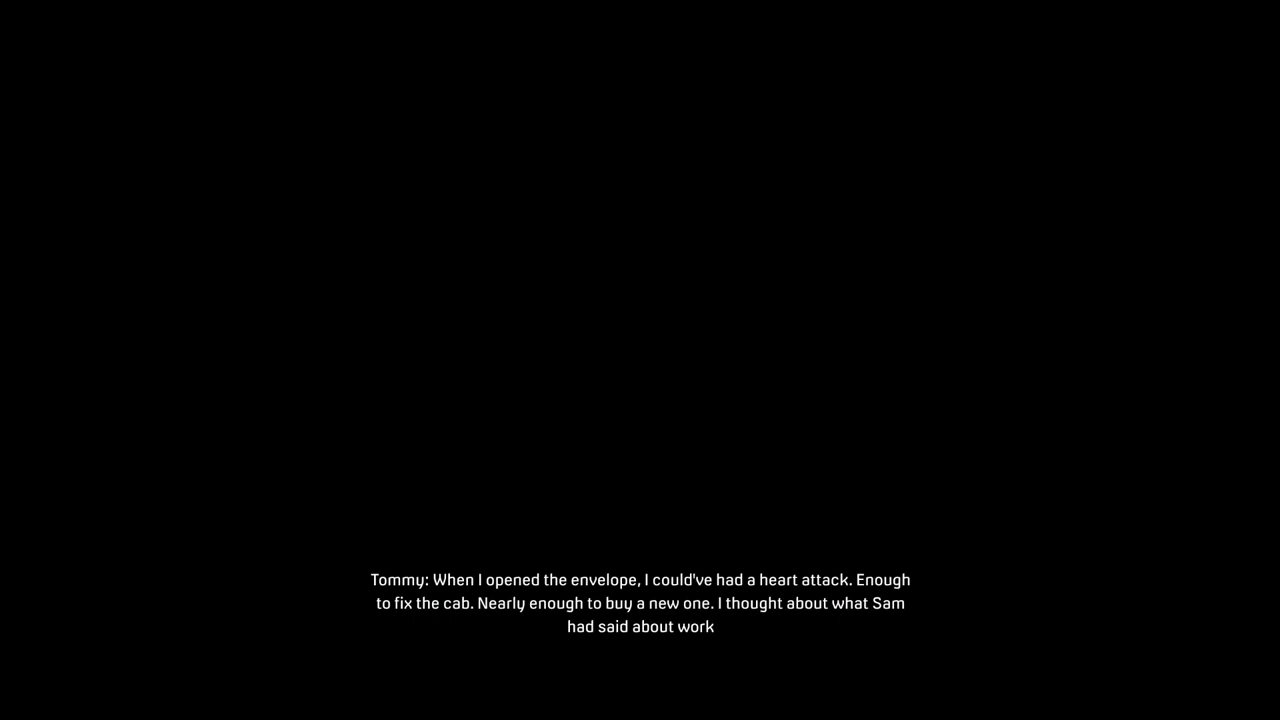 Tommy: When I opened the envelope, I could've had a heart attack. Enough
to fix the cab. Nearly enough to buy a new one. I thought about what Sam
had said about work